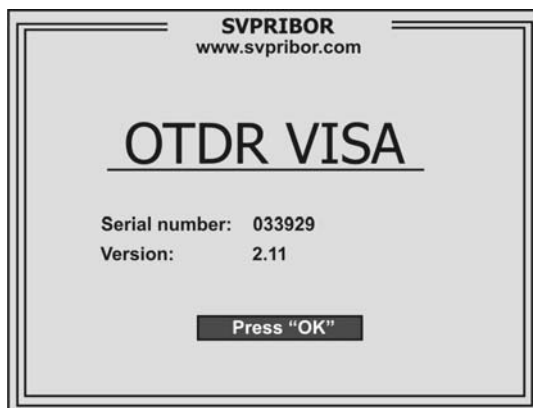 SVPRIBOR
www.svpribor.com
OTDR VISA
Serial number: 033929
Version: 2.11
Press “OK”